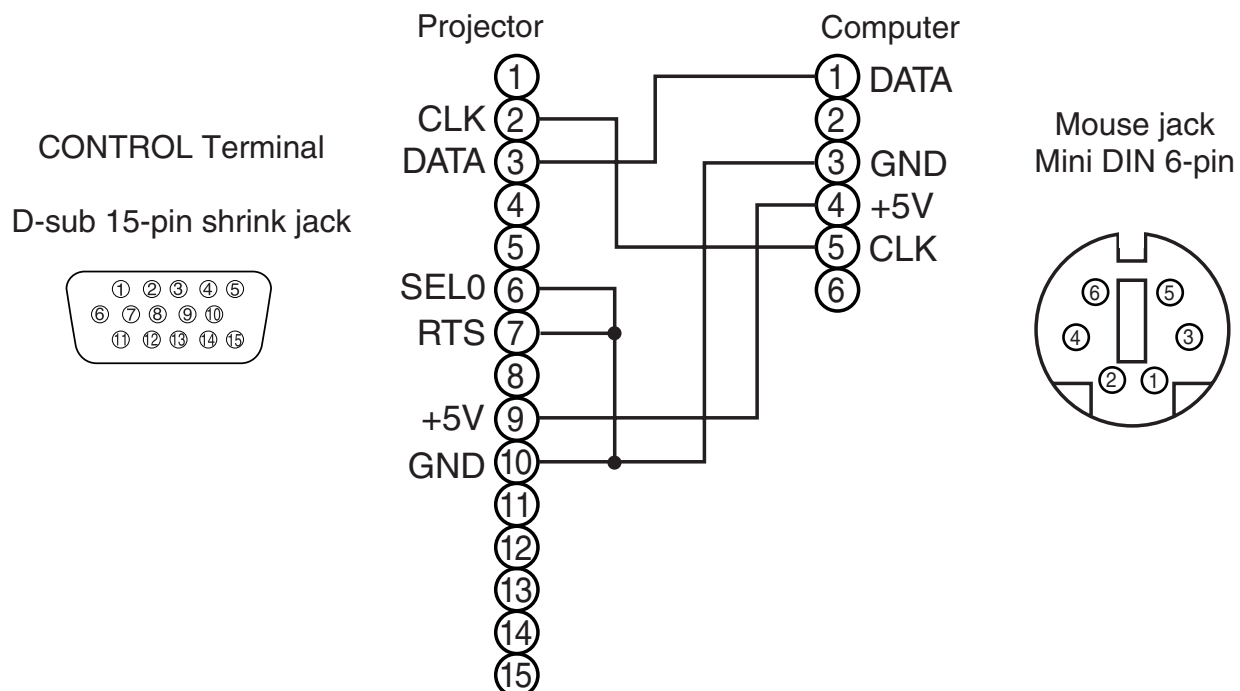 Projector
Computer
CONTROL Terminal
D-sub 15-pin shrink jack
① ② ③ ④ ⑤
⑥ ⑦ ⑧ ⑨ ⑩
⑪ ⑫ ⑬ ⑭ ⑮
1
CLK 2
DATA 3
4
5
SEL0 6
RTS 7
8
+5V 9
GND 10
11
12
13
14
15
1 DATA
2
3 GND
4 +5V
5 CLK
6
Mouse jack
Mini DIN 6-pin
6 5
4 3
2 1